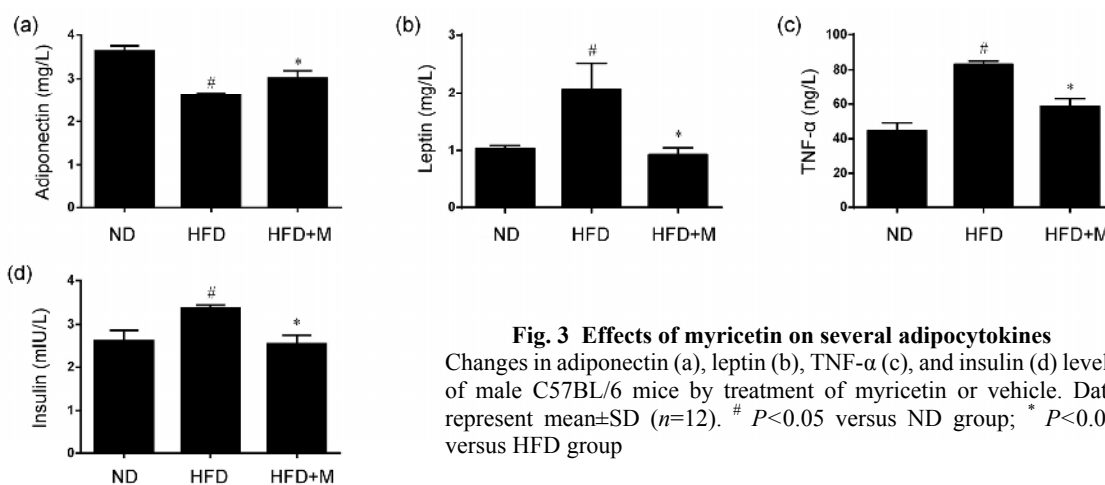 (a)
4
3
2
1
0
Adiponectin (mg/L)
#
*
ND HFD HFD+M
(b)
3
2
1
0
Leptin (mg/L)
#
*
ND HFD HFD+M
(c)
100
80
60
40
20
0
TNF-α (ng/L)
#
*
ND HFD HFD+M
(d)
4
3
2
1
0
Insulin (mIU/L)
#
*
ND HFD HFD+M
Fig. 3 Effects of myricetin on several adipocytokines
Changes in adiponectin (a), leptin (b), TNF-α (c), and insulin (d) level
of male C57BL/6 mice by treatment of myricetin or vehicle. Dat
represent mean±SD (n=12). # P<0.05 versus ND group; * P<0.0
versus HFD group